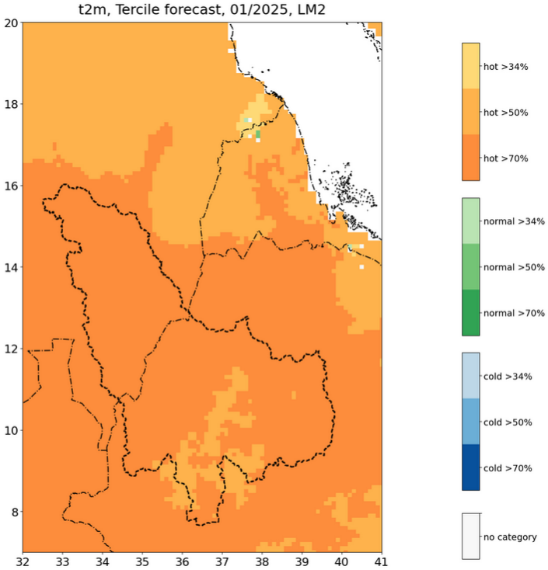 t2m, Tercile forecast, 01/2025, LM2
20
18
16
14
12
10
8
32 33 34 35 36 37 38 39 40 41
hot >34%
hot >50%
hot >70%
normal >34%
normal >50%
normal >70%
cold >34%
cold >50%
cold >70%
no category